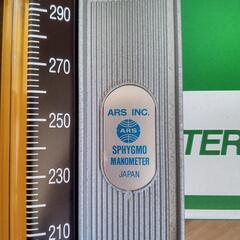 290
270
250
230
210
ARS INC.
ARS
SPHYGMO
MANOMETER
JAPAN
TER